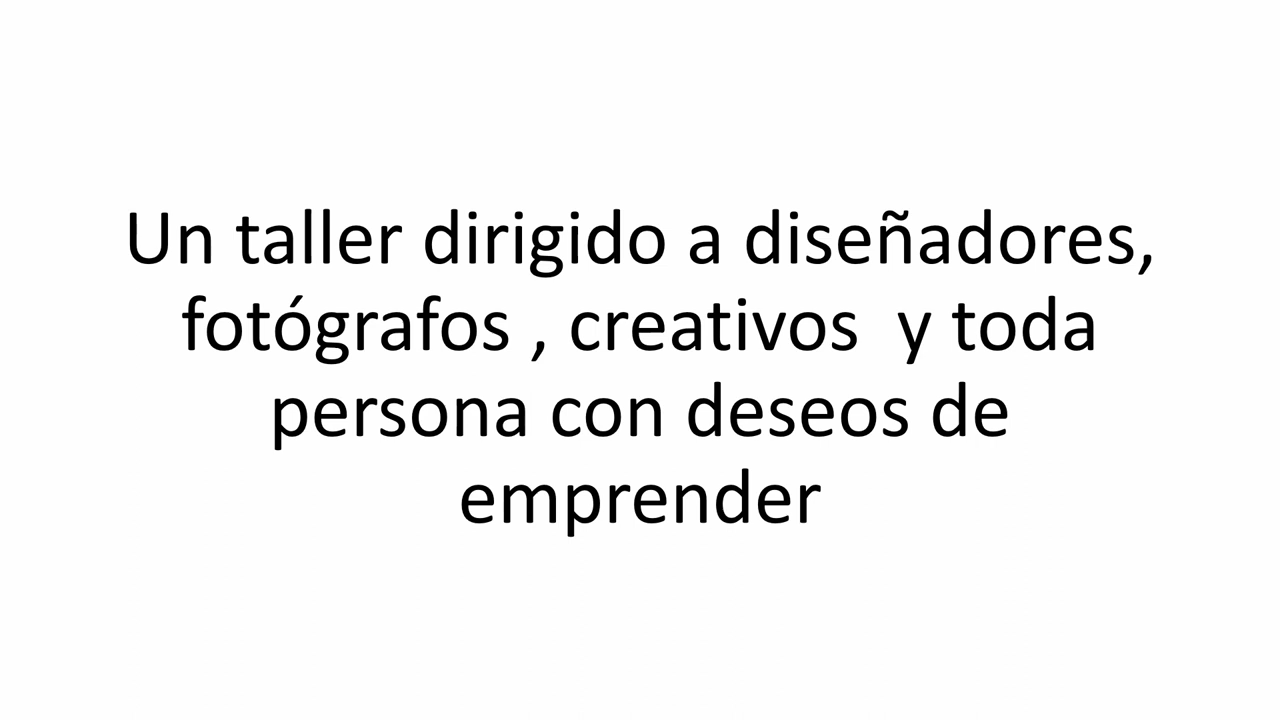 Un taller dirigido a diseñadores,
fotógrafos , creativos  y toda
persona con deseos de
emprender